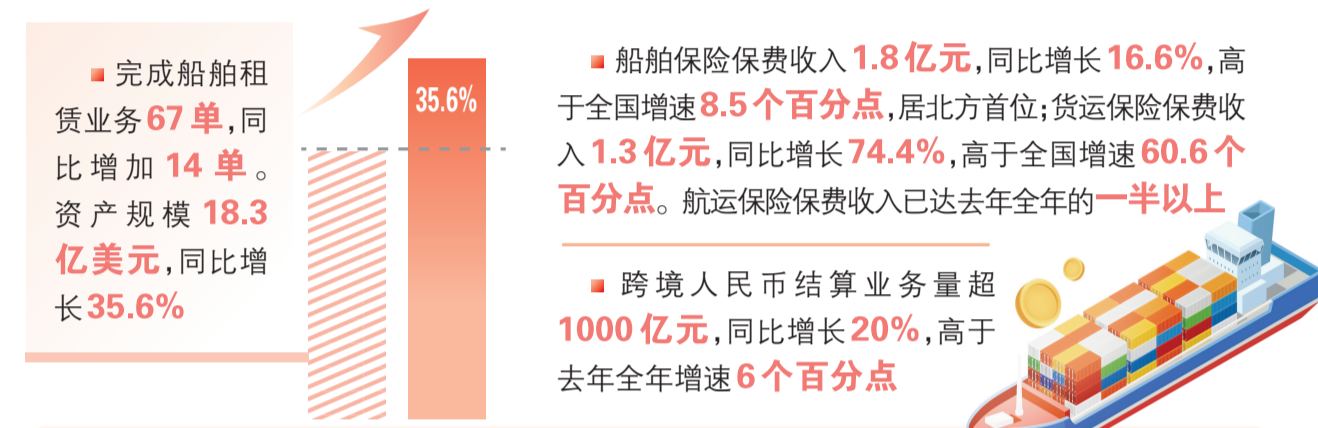 完成船舶租
赁业务67单,同
比增加14单。
资产规模18.3
亿美元,同比增
长35.6%
35.6%
船舶保险保费收入1.8亿元,同比增长16.6%,高
于全国增速8.5个百分点,居北方首位;货运保险保费收
入1.3亿元,同比增长74.4%,高于全国增速60.6个
百分点。航运保险保费收入已达去年全年的一半以上
跨境人民币结算业务量超
1000亿元,同比增长20%,高于
去年全年增速6个百分点